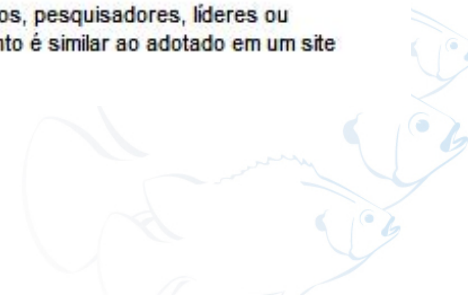 os, pesquisadores, líderes ou
nto é similar ao adotado em um site